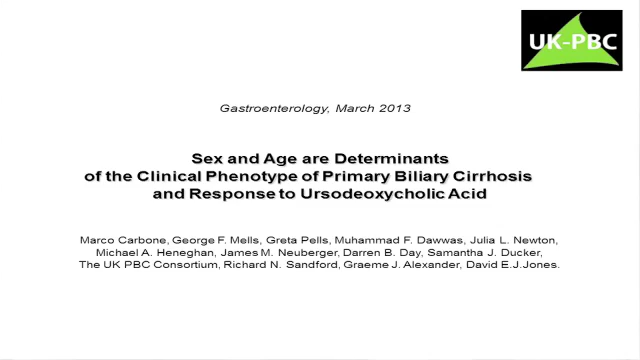 UK-PBC
Gastroenterology, March 2013
Sex and Age are Determinants
of the Clinical Phenotype of Primary Biliary Cirrhosis
and Response to Ursodeoxycholic Acid
Marco Carbone, George F. Mells, Greta Pells, Muhammad F. Dawwas, Julia L. Newton,
Michael A. Heneghan, James M. Neuberger, Darren B. Day, Samantha J. Ducker,
The UK PBC Consortium, Richard N. Sandford, Graeme J. Alexander, David E.J.Jones.